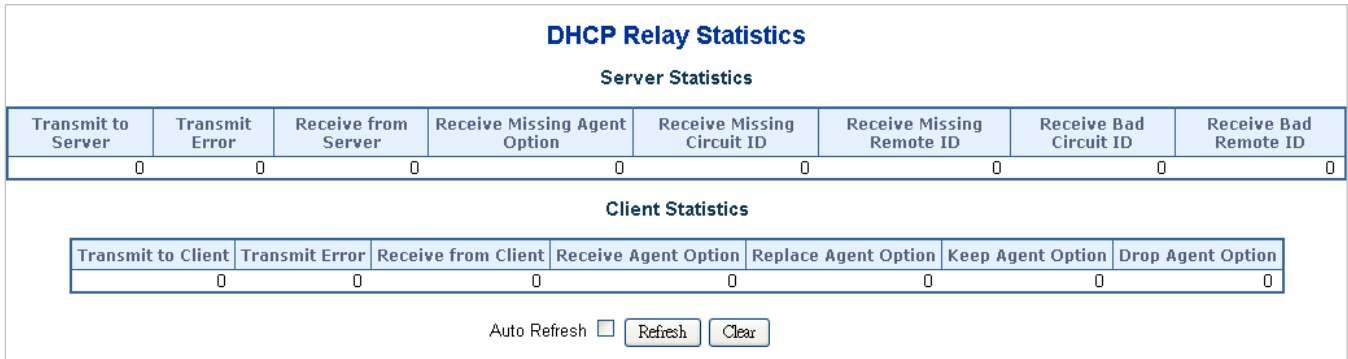 DHCP Relay Statistics
Server Statistics
Transmit to Server Transmit Error Receive from Server Receive Missing Agent Option Receive Missing Circuit ID Receive Missing Remote ID Receive Bad Circuit ID Receive Bad Remote ID
0 0 0 0 0 0 0 0
Client Statistics
Transmit to Client Transmit Error Receive from Client Receive Agent Option Replace Agent Option Keep Agent Option Drop Agent Option
0 0 0 0 0 0 0
Auto Refresh Refresh Clear